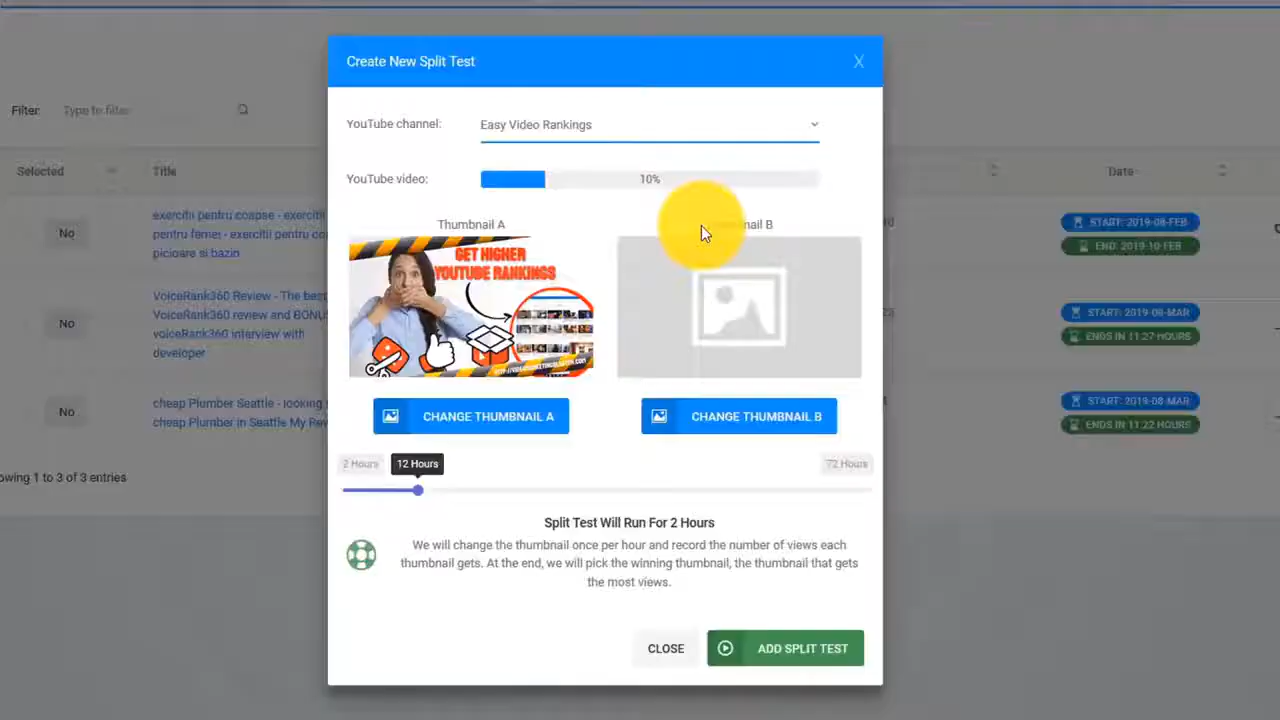 Create New Split Test
X
Filter:
Type to filter
YouTube channel:
Easy Video Rankings
Selected
Title
Date
YouTube video:
10%
No
exercitii pentru coapse - exercitii
pentru femei - exercitii pentru co
picioare si bazin
START: 2019-08-FEB
END: 2019-10-FEB
Thumbnail A
nail B
GET HIGHER
YOUTUBE RANKINGS
No
VoiceRank360 Review - The best
VoiceRank360 review and BONUS
voiceRank360 interview with
developer
START: 2019-08-MAR
ENDS IN 11:27 HOURS
No
cheap Plumber Seattle - looking
cheap Plumber in Seattle My Rev
START: 2019-08-MAR
ENDS IN 11:22 HOURS
CHANGE THUMBNAIL A
CHANGE THUMBNAIL B
2 Hours
12 Hours
72 Hours
owing 1 to 3 of 3 entries
Split Test Will Run For 2 Hours
We will change the thumbnail once per hour and record the number of views each
thumbnail gets. At the end, we will pick the winning thumbnail, the thumbnail that gets
the most views.
CLOSE
ADD SPLIT TEST